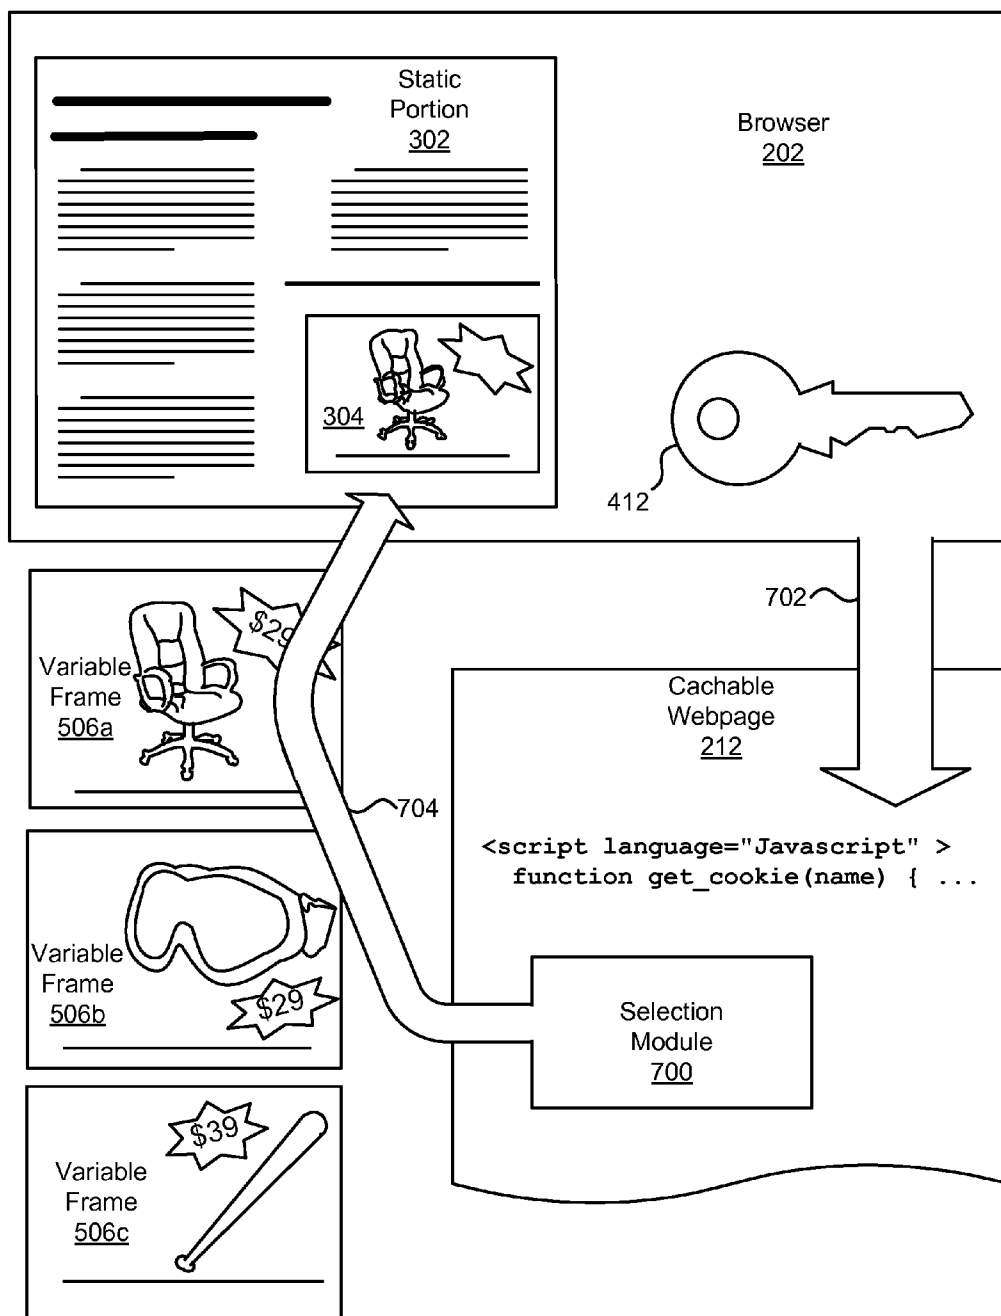 Static
Portion
302
Browser
202
304
412
702
Variable
Frame
506a
Cachable
Webpage
212
704
<script language="Javascript" >
function get_cookie(name) { ...
Variable
Frame
506b
$29
Selection
Module
700
$39
Variable
Frame
506c